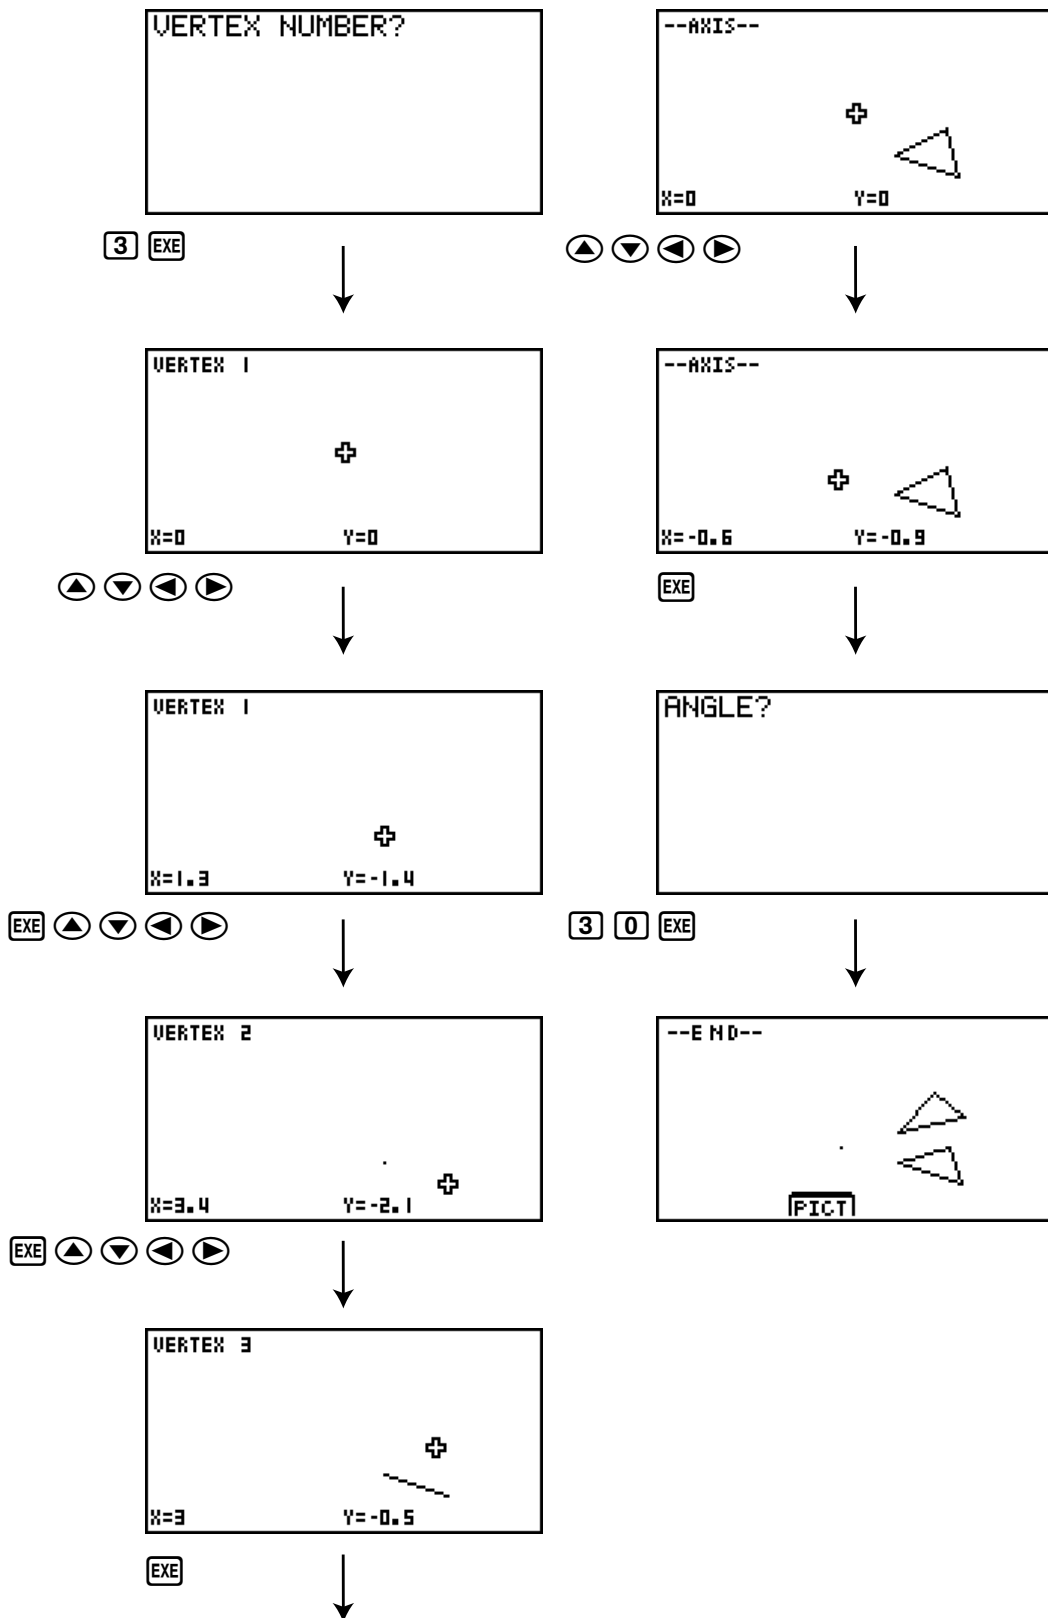 VERTEX NUMBER?
3 EXE
VERTEX 1
X=0 Y=0
VERTEX 1
X=1.3 Y=-1.4
EXE
VERTEX 2
X=3.4 Y=-2.1
EXE
VERTEX 3
X=3 Y=-0.5
EXE
--AXIS--
X=0 Y=0
--AXIS--
X=-0.6 Y=-0.9
EXE
ANGLE?
3 0 EXE
--END--
PICT